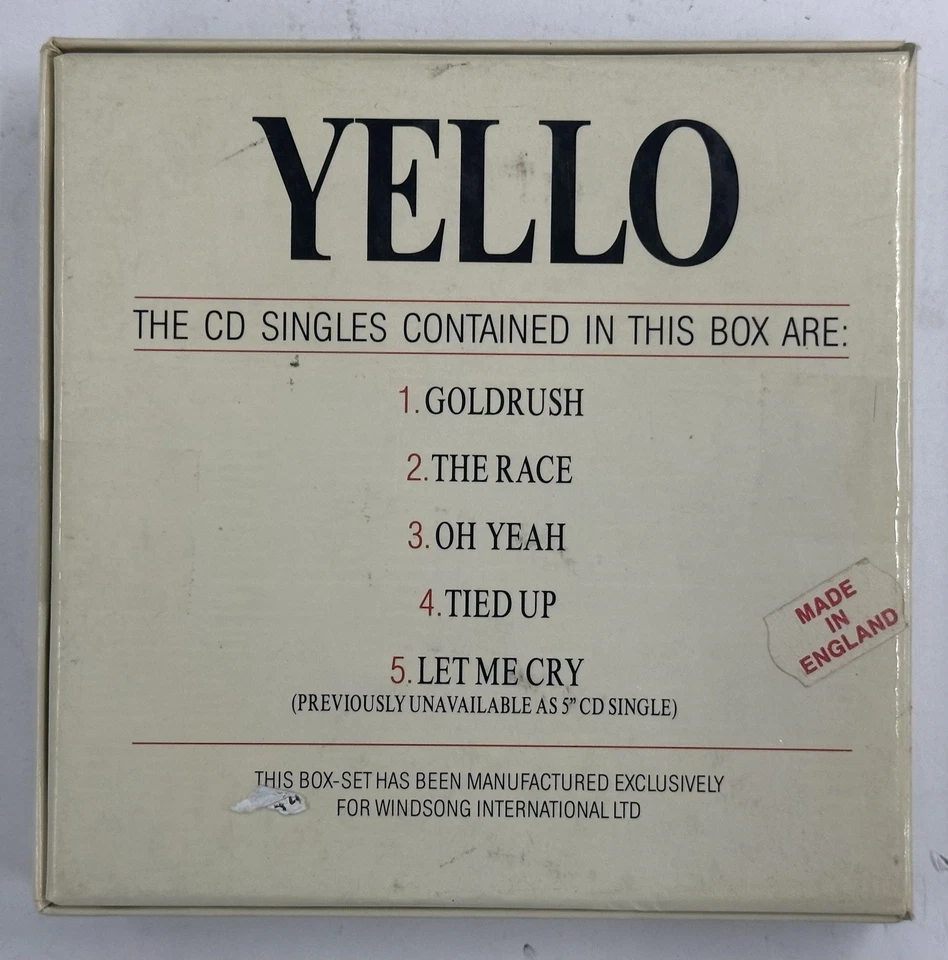 YELLO
THE CD SINGLES CONTAINED IN THIS BOX ARE:
1. GOLDRUSH
2. THE RACE
3. OH YEAH
4. TIED UP
5. LET ME CRY
(PREVIOUSLY UNAVAILABLE AS 5" CD SINGLE)
MADE
IN
ENGLAND
THIS BOX-SET HAS BEEN MANUFACTURED EXCLUSIVELY
FOR WINDSONG INTERNATIONAL LTD